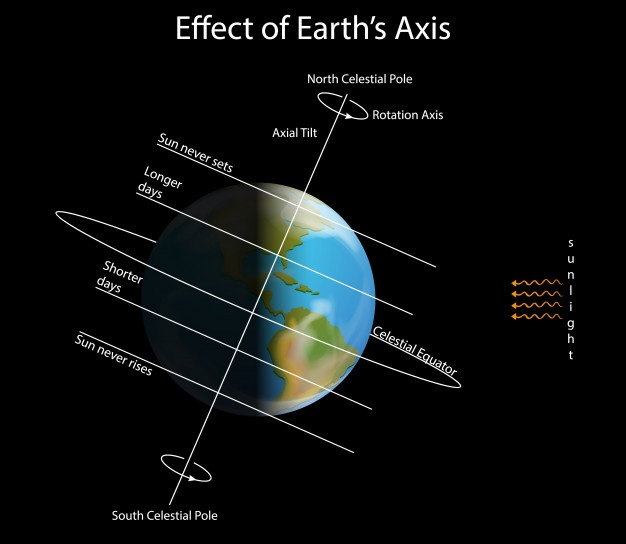 Effect of Earth's Axis
North Celestial Pole
Rotation Axis
Axial Tilt
Sun never sets
Longer
days
Shorter
days
Sun never rises
Celestial Equator
sunlight
South Celestial Pole